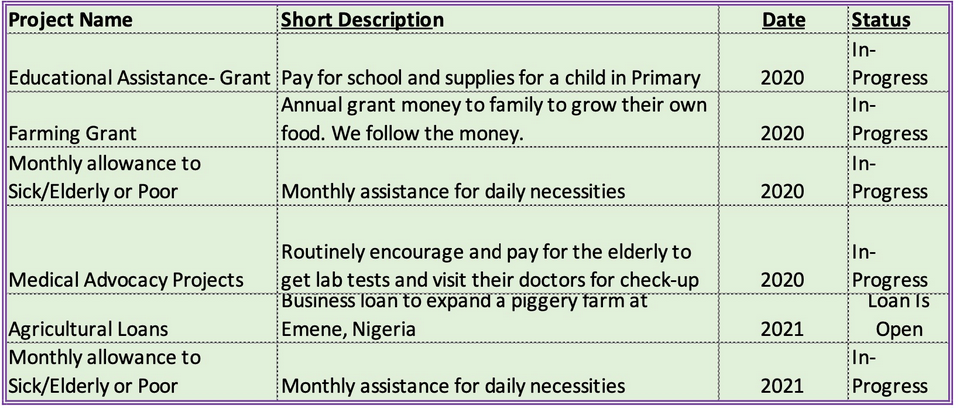 Project Name Short Description Date Status
Educational Assistance- Grant Pay for school and supplies for a child in Primary 2020 In-
Progress
Farming Grant Annual grant money to family to grow their own
food. We follow the money. 2020 In-
Progress
Monthly allowance to
Sick/Elderly or Poor Monthly assistance for daily necessities 2020 In-
Progress
Medical Advocacy Projects Routinely encourage and pay for the elderly to
get lab tests and visit their doctors for check-up 2020 In-
Progress
Agricultural Loans Business loan to expand a piggery farm at
Emene, Nigeria 2021 Loan Is
Open
Monthly allowance to
Sick/Elderly or Poor Monthly assistance for daily necessities 2021 In-
Progress